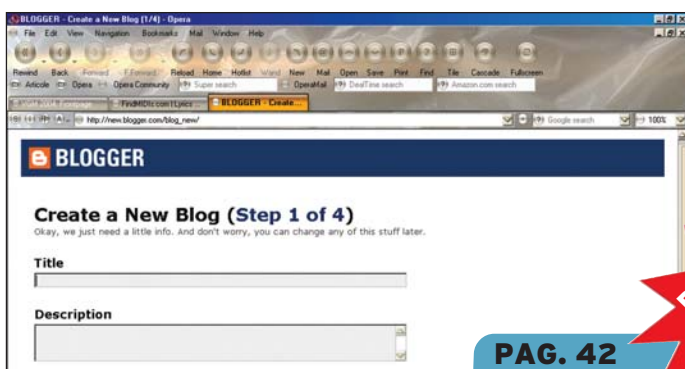 BLOGGER - Create a New Blog (1/4) - Opera
File Edit View Navigation Bookmarks Mail Window Help
Rewind Back Forward F.Forward Reload Home Hotlist Wand New Mail Open Save Print Find Tile Cascade Fullscreen
Articole Opera Opera Community Super search OperaMail DealTime search Amazon.com search
FindMIDIs.com | Lyrics ... BLOGGER - Create...
http://new.blogger.com/blog_new/ Google search 100%
BLOGGER
Create a New Blog (Step 1 of 4)
Okay, we just need a little info. And don't worry, you can change any of this stuff later.
Title
Description
PAG. 42